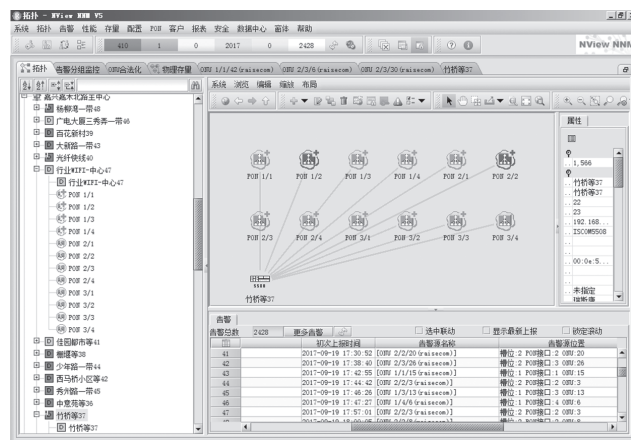 拓扑 - NView NNM V5
系统 拓扑 告警 性能 存量 配置 PON 客户 报表 安全 数据中心 窗体 帮助
410 1 0 2017 0 2428
NView NNM
拓扑 告警分组监控 ONU合法化 物理存量 ONU 1/1/42(raisecom) ONU 2/3/6(raisecom) ONU 2/3/30(raisecom) 竹桥等37
系统 浏览 编辑 缩放 布局
嘉兴嘉禾北路主中心
杨柳湾一带48
广电大厦三秀弄一带46
百花新村39
大新路一带43
光纤快线40
行业WIFI-中心47
行业WIFI-中心47
PON 1/1
PON 1/2
PON 1/3
PON 1/4
PON 2/1
PON 2/2
PON 2/3
PON 2/4
PON 3/1
PON 3/2
PON 3/3
PON 3/4
佳园都市等41
少年路一带44
西马桥小区等42
秀州路一带45
中意苑等36
竹桥等37
竹桥等37
PON 1/1 PON 1/2 PON 1/3 PON 1/4 PON 2/1 PON 2/2
PON 2/3 PON 2/4 PON 3/1 PON 3/2 PON 3/3 PON 3/4
竹桥等37
属性
1,566
竹桥等37
竹桥等37
22
23
192.168...
ISCOM5508
00:0e:5...
未指定
瑞斯康
告警
告警总数 2428 更多告警 选中联动 显示最新上报 锁定滚动
初次上报时间 告警源名称 告警源位置
41 2017-09-19 17:30:52 [ONU 2/2/20(raisecom)] 槽位:2 PON接口:2 ONU:20
42 2017-09-19 17:38:40 [ONU 2/3/26(raisecom)] 槽位:2 PON接口:3 ONU:26
43 2017-09-19 17:42:55 [ONU 1/1/15(raisecom)] 槽位:1 PON接口:1 ONU:15
44 2017-09-19 17:44:42 [ONU 2/2/3(raisecom)] 槽位:2 PON接口:2 ONU:3
45 2017-09-19 17:46:26 [ONU 1/3/13(raisecom)] 槽位:1 PON接口:3 ONU:13
46 2017-09-19 17:47:27 [ONU 1/4/6(raisecom)] 槽位:1 PON接口:4 ONU:6
47 2017-09-19 17:57:01 [ONU 2/3/2(raisecom)] 槽位:2 PON接口:3 ONU:2